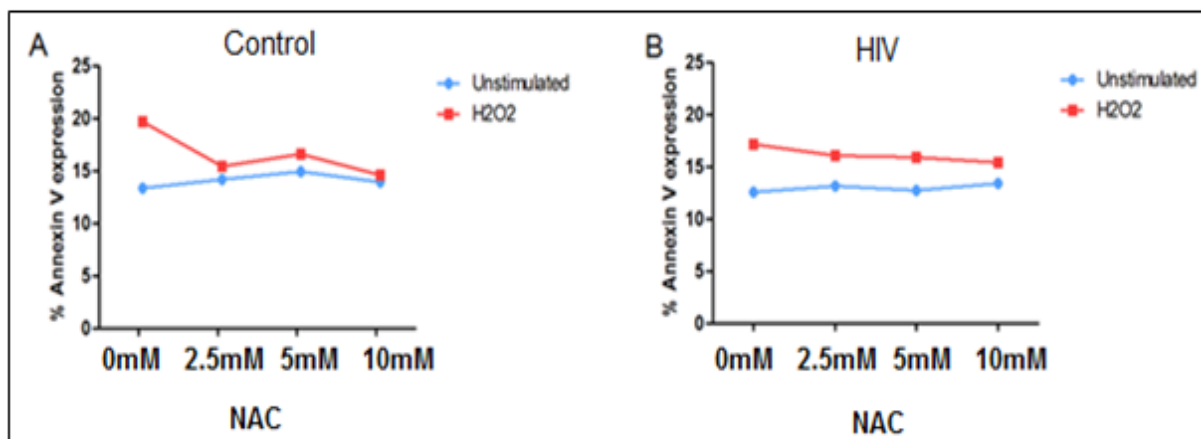 A
Control
25
20
15
10
5
0
% Annexin V expression
Unstimulated
H2O2
0mM 2.5mM 5mM 10mM
NAC
B
HIV
25
20
15
10
5
0
% Annexin V expression
Unstimulated
H2O2
0mM 2.5mM 5mM 10mM
NAC